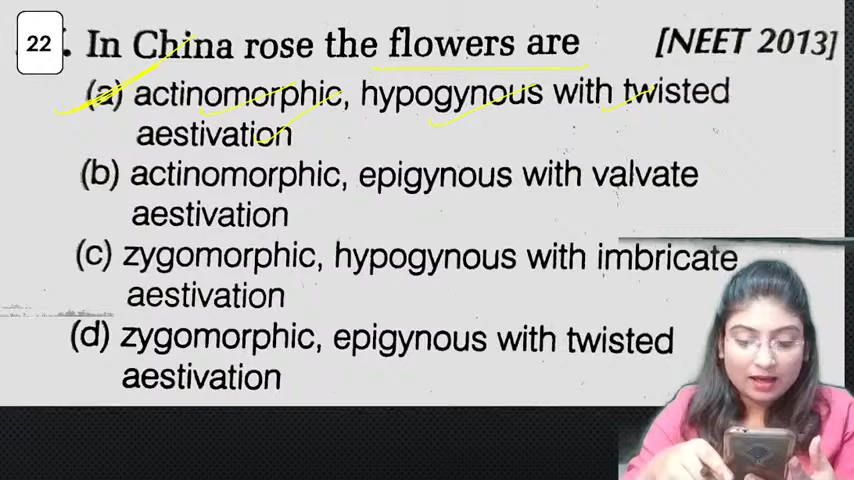 22
In China rose the flowers are [NEET 2013]
(a) actinomorphic, hypogynous with twisted
aestivation
(b) actinomorphic, epigynous with valvate
aestivation
(c) zygomorphic, hypogynous with imbricate
aestivation
(d) zygomorphic, epigynous with twisted
aestivation